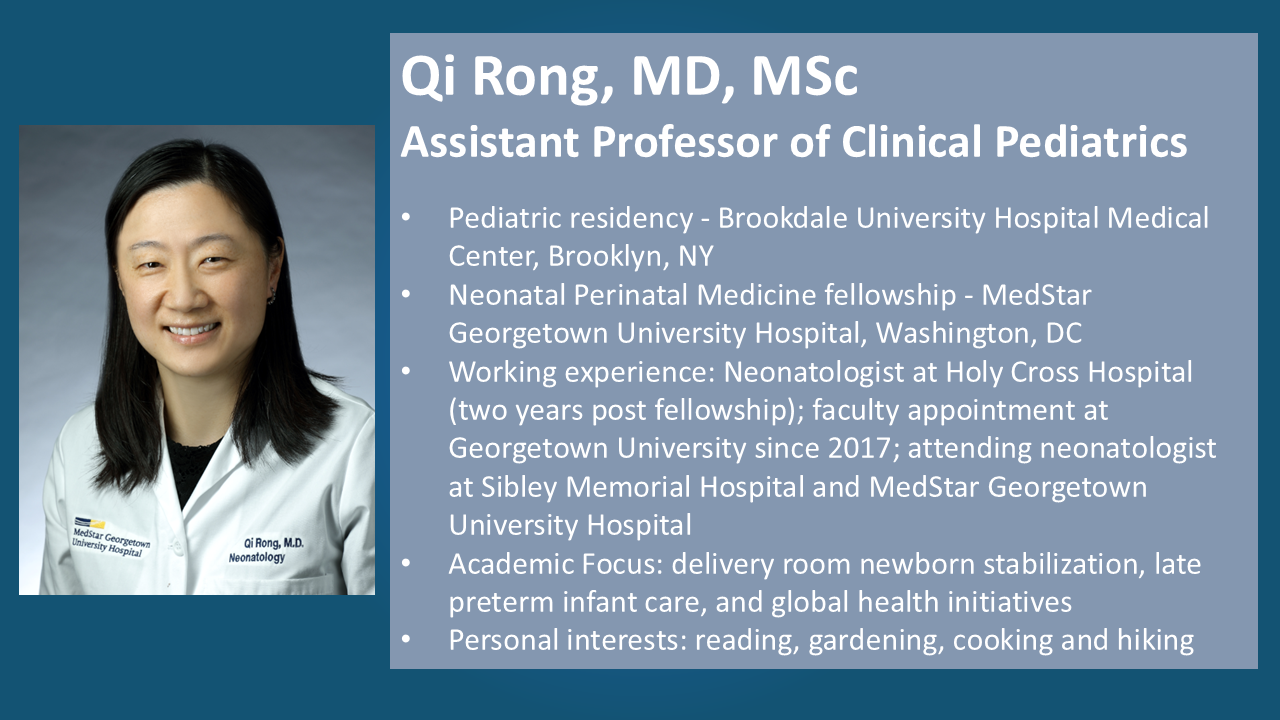 Qi Rong, MD, MSc
Assistant Professor of Clinical Pediatrics
• Pediatric residency - Brookdale University Hospital Medical
Center, Brooklyn, NY
• Neonatal Perinatal Medicine fellowship - MedStar
Georgetown University Hospital, Washington, DC
• Working experience: Neonatologist at Holy Cross Hospital
(two years post fellowship); faculty appointment at
Georgetown University since 2017; attending neonatologist
at Sibley Memorial Hospital and MedStar Georgetown
University Hospital
• Academic Focus: delivery room newborn stabilization, late
preterm infant care, and global health initiatives
• Personal interests: reading, gardening, cooking and hiking
MedStar Georgetown
University Hospital
Qi Rong, M.D.
Neonatology